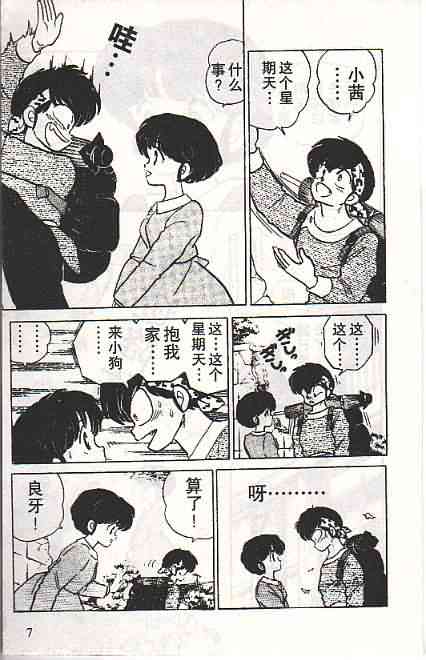 小茜
……
这个星
期天…
什么
事？
哇…
这…
这个…
这…这个
星期天…
抱我
家……
来小狗
………
………
呀………
算了！
良牙！
7